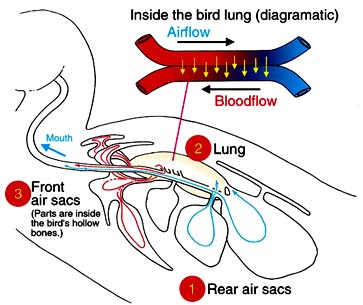 Inside the bird lung (diagramatic)
Airflow
Bloodflow
Mouth
2 Lung
3 Front
air sacs
(Parts are inside
the bird's hollow
bones.)
1 Rear air sacs